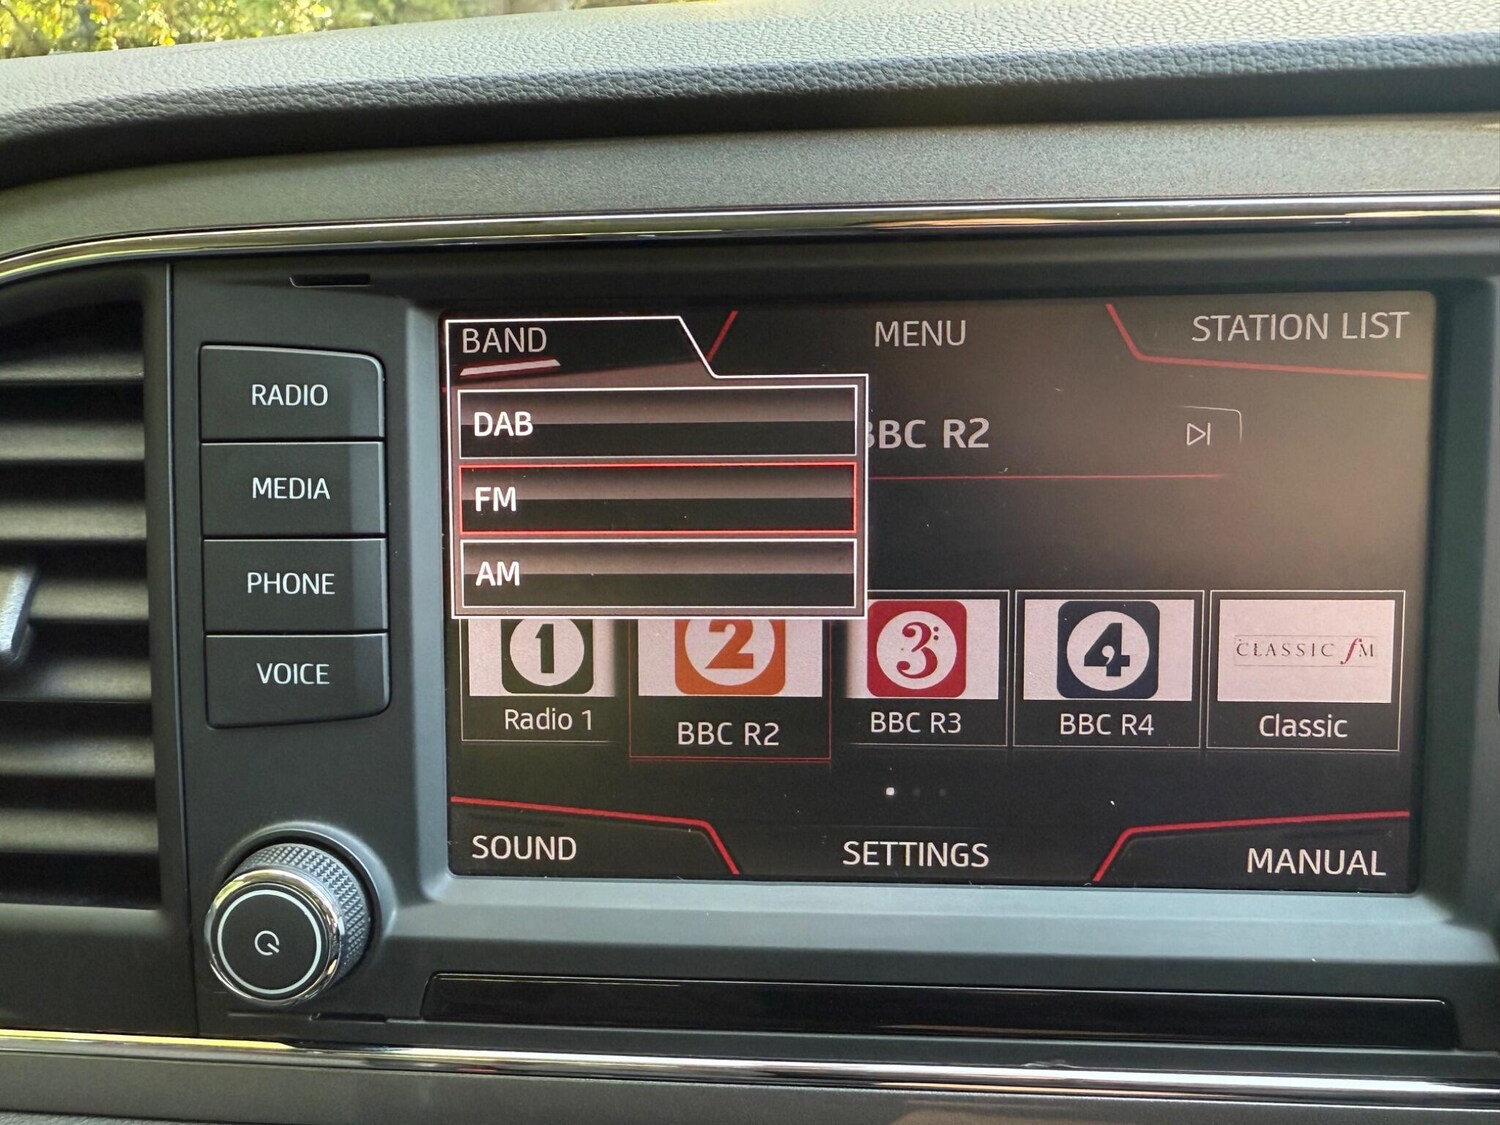 BAND
MENU
STATION LIST
DAB
BBC R2
FM
AM
RADIO
MEDIA
PHONE
VOICE
1
2
3
4
CLASSIC fM
Radio 1
BBC R2
BBC R3
BBC R4
Classic
SOUND
SETTINGS
MANUAL